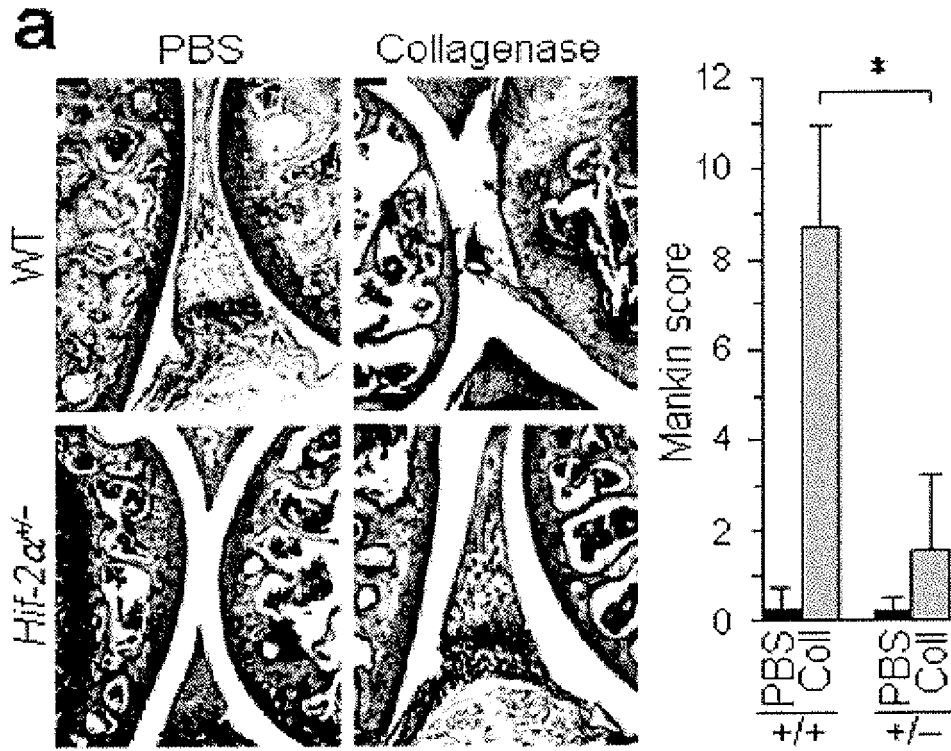 a
PBS Collagenase
WT
Hif-2α+/-
Mankin score
12
10
8
6
4
2
0
*
PBS Coll PBS Coll
+/+ +/-